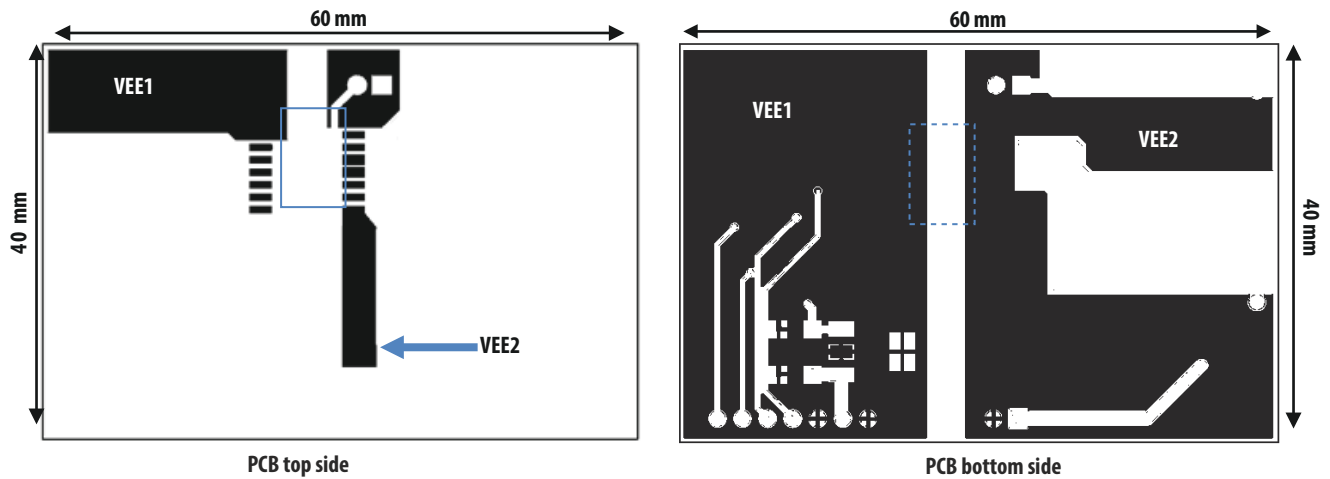 60 mm
VEE1
40 mm
VEE2
PCB top side
60 mm
VEE1
VEE2
40 mm
PCB bottom side